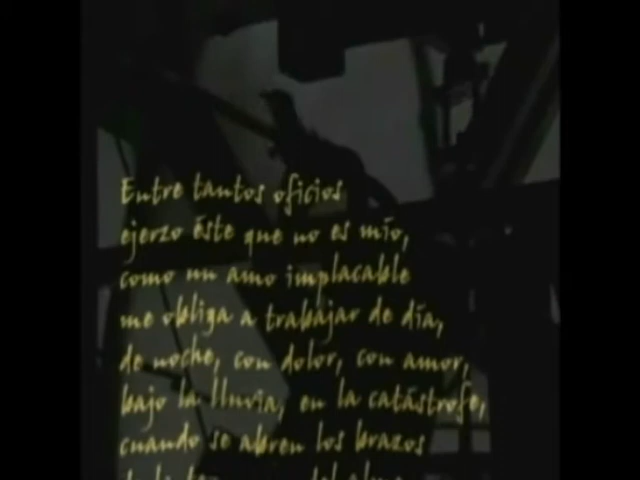 Entre tantos oficios
ejerzo éste que no es mío,
como un amo implacable
me obliga a trabajar de día,
de noche, con dolor, con amor,
bajo la lluvia, en la catástrofe,
cuando se abren los brazos